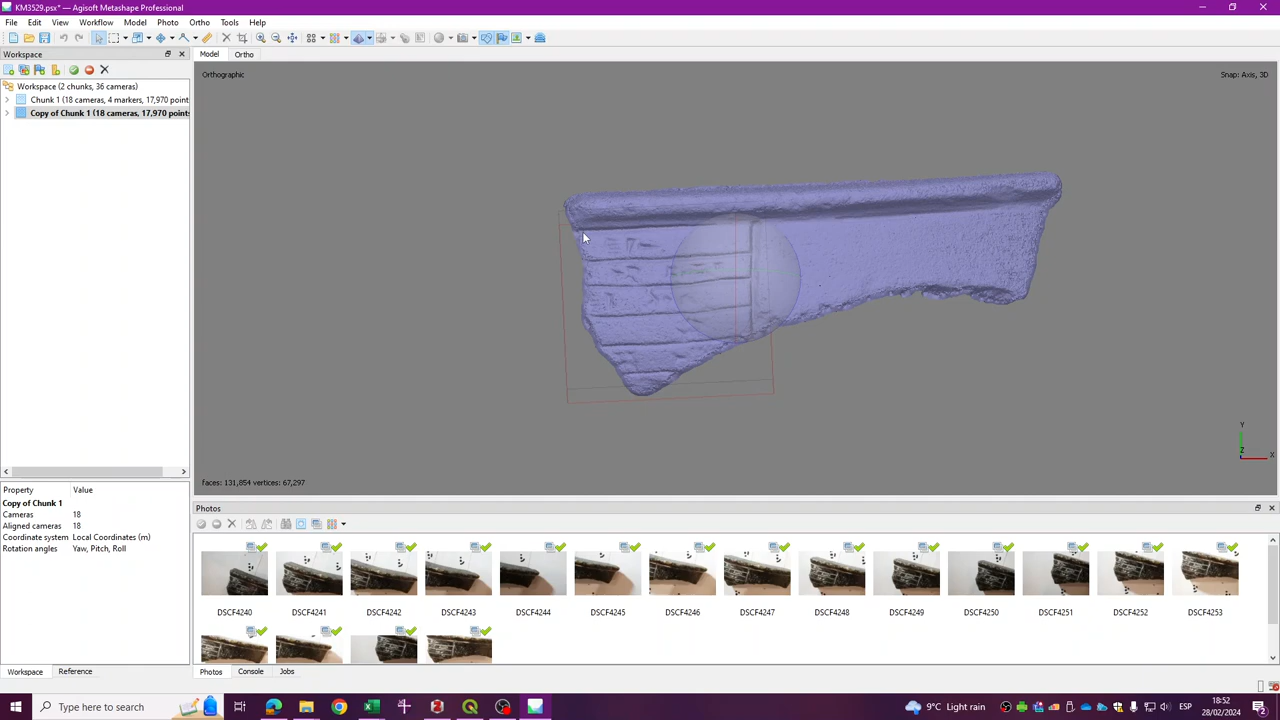 KM3529.psx* — Agisoft Metashape Professional
File Edit View Workflow Model Photo Ortho Tools Help
Workspace
Workspace (2 chunks, 36 cameras)
Chunk 1 (18 cameras, 4 markers, 17,970 point
Copy of Chunk 1 (18 cameras, 17,970 points
Property Value
Copy of Chunk 1
Cameras 18
Aligned cameras 18
Coordinate system Local Coordinates (m)
Rotation angles Yaw, Pitch, Roll
Workspace Reference
Model Ortho
Orthographic
Snap: Axis, 3D
Y
Z
X
faces: 131,854 vertices: 67,297
Photos
DSCF4240 DSCF4241 DSCF4242 DSCF4243 DSCF4244 DSCF4245 DSCF4246 DSCF4247 DSCF4248 DSCF4249 DSCF4250 DSCF4251 DSCF4252 DSCF4253
Photos Console Jobs
Type here to search
9°C Light rain
ESP
18:52
28/02/2024
2